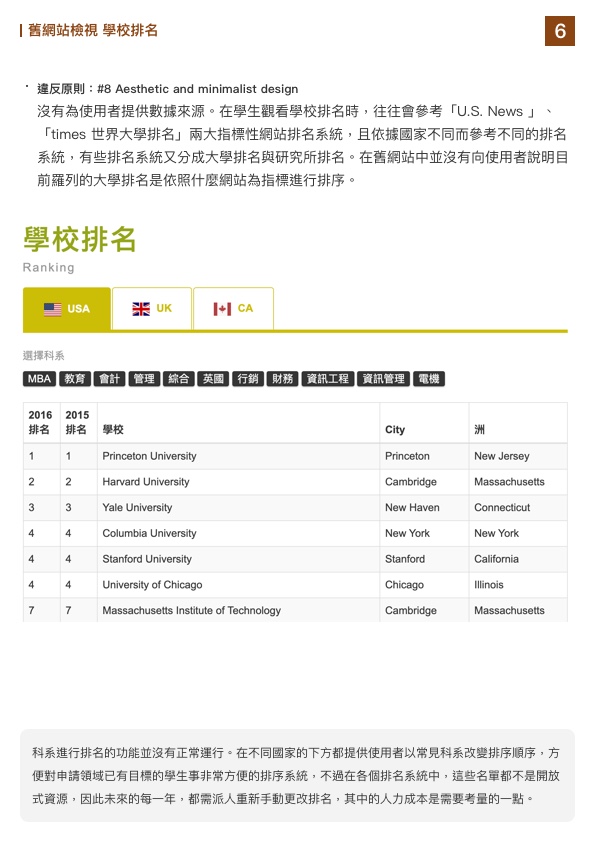 舊網站檢視 學校排名
6
· 違反原則：#8 Aesthetic and minimalist design
沒有為使用者提供數據來源。在學生觀看學校排名時，往往會參考「U.S. News 」、
「times 世界大學排名」兩大指標性網站排名系統，且依據國家不同而參考不同的排名
系統，有些排名系統又分成大學排名與研究所排名。在舊網站中並沒有向使用者說明目
前羅列的大學排名是依照什麼網站為指標進行排序。
學校排名
Ranking
USA UK CA
選擇科系
MBA 教育 會計 管理 綜合 英國 行銷 財務 資訊工程 資訊管理 電機
2016 2015
排名 排名 學校 City 洲
1 1 Princeton University Princeton New Jersey
2 2 Harvard University Cambridge Massachusetts
3 3 Yale University New Haven Connecticut
4 4 Columbia University New York New York
4 4 Stanford University Stanford California
4 4 University of Chicago Chicago Illinois
7 7 Massachusetts Institute of Technology Cambridge Massachusetts
科系進行排名的功能並沒有正常運行。在不同國家的下方都提供使用者以常見科系改變排序順序，方
便對申請領域已有目標的學生事非常方便的排序系統，不過在各個排名系統中，這些名單都不是開放
式資源，因此未來的每一年，都需派人重新手動更改排名，其中的人力成本是需要考量的一點。